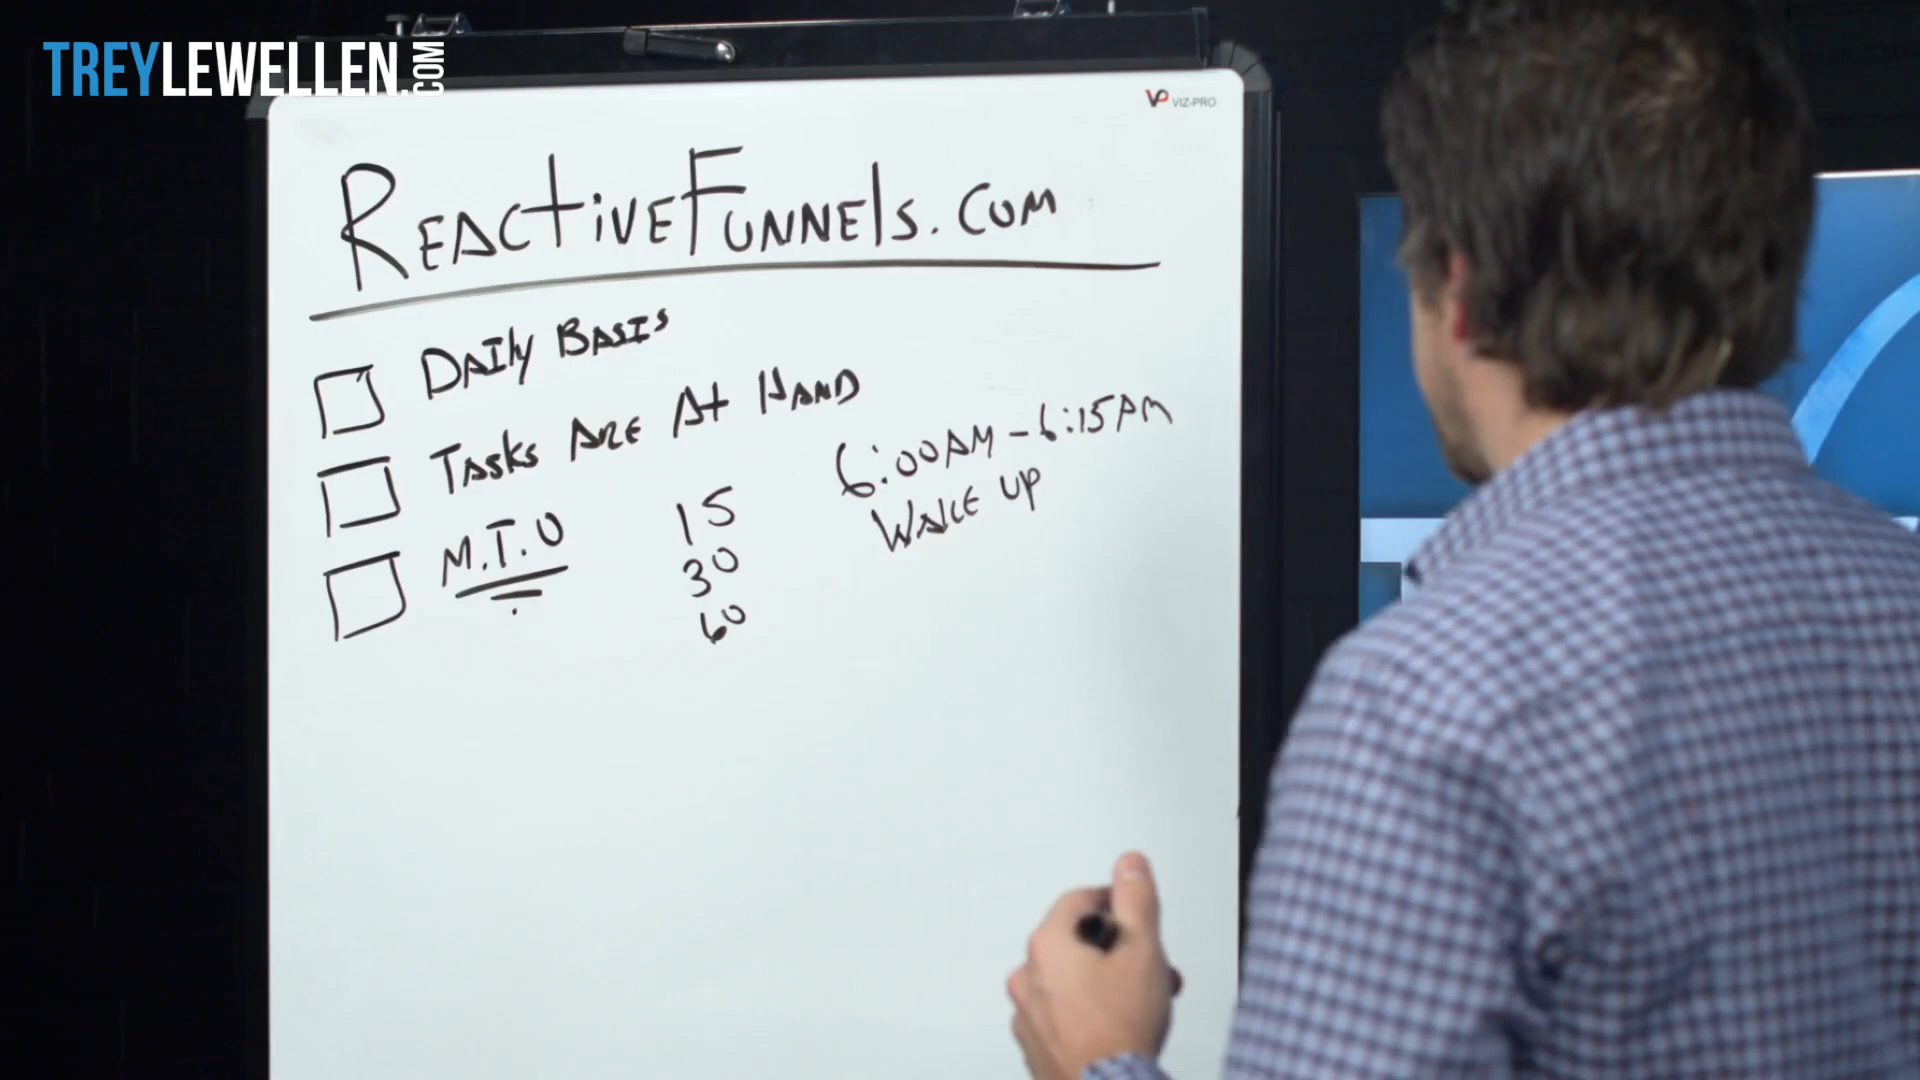 TREYLEWELLEN.COM
VP VIZ-PRO
REACTIVEFUNNELS.COM
DAILY BASIS
TASKS ARE AT HAND
M.T.U
15
30
60
6:00AM - 6:15AM
WAKE UP